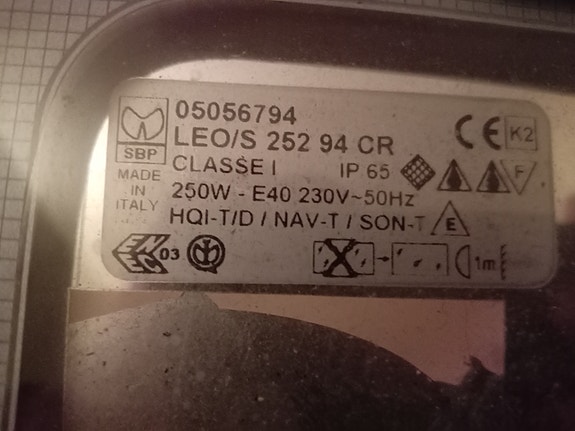 05056794
LEO/S 252 94 CR
CE K2
SBP
CLASSE I IP 65
F
MADE
IN
ITALY
250W - E40 230V~50Hz
HQI-T/D / NAV-T / SON-T
E
03
1m